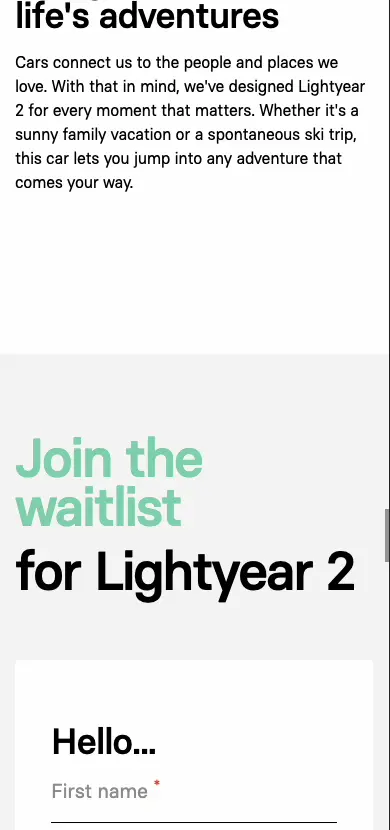 life's adventures
Cars connect us to the people and places we
love. With that in mind, we've designed Lightyear
2 for every moment that matters. Whether it's a
sunny family vacation or a spontaneous ski trip,
this car lets you jump into any adventure that
comes your way.
Join the
waitlist
for Lightyear 2
Hello...
First name *